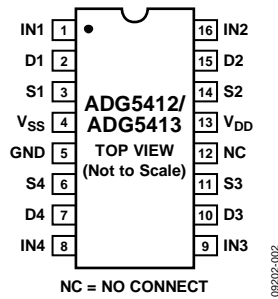 IN1 1 16 IN2
D1 2 15 D2
S1 3 14 S2
VSS 4 13 VDD
GND 5 12 NC
S4 6 11 S3
D4 7 10 D3
IN4 8 9 IN3
ADG5412/
ADG5413
TOP VIEW
(Not to Scale)
NC = NO CONNECT
09202-002